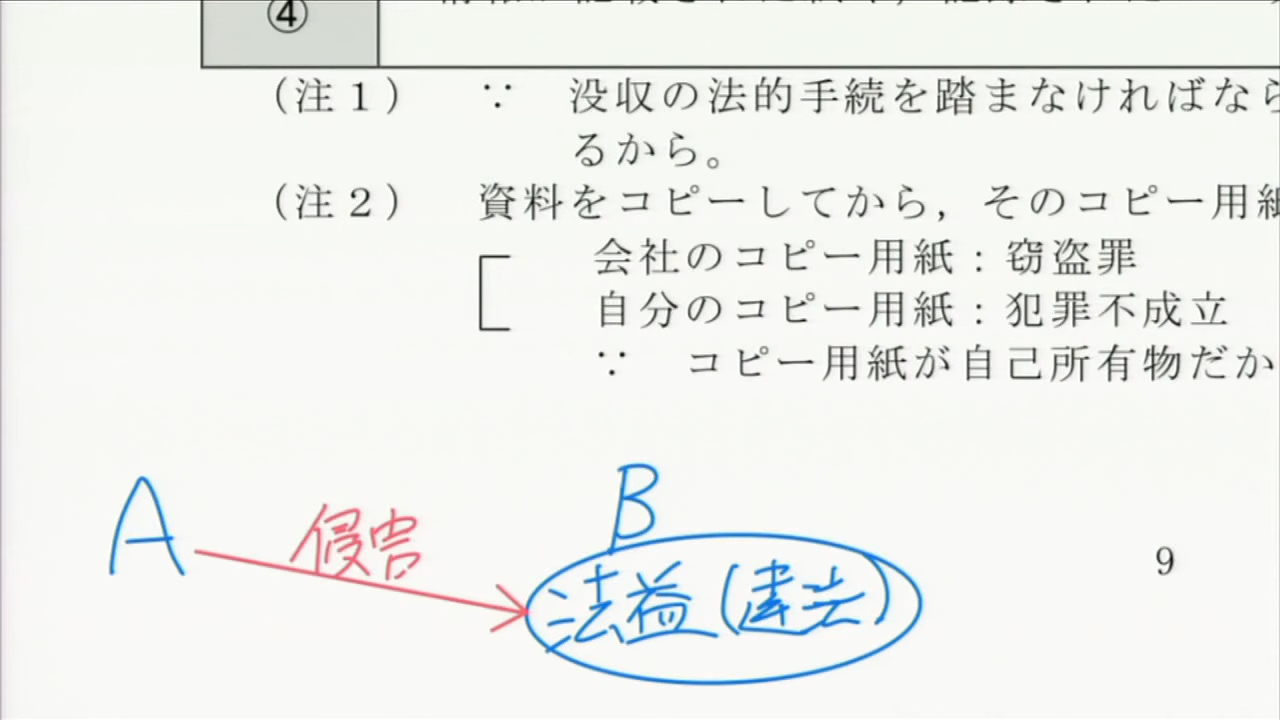 ④
（注１） ∵ 没収の法的手続を踏まなければなら
るから。
（注２） 資料をコピーしてから，そのコピー用紙
会社のコピー用紙：窃盗罪
自分のコピー用紙：犯罪不成立
∵ コピー用紙が自己所有物だか
A 侵害 B
法益(
9